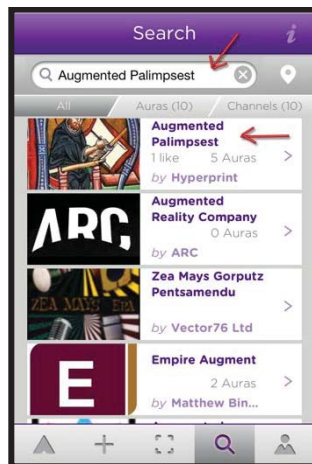 Search
i
Augmented Palimpsest
All Auras (10) Channels (10)
Augmented
Palimpsest
1 like 5 Auras
by Hyperprint
ARC
Augmented
Reality Company
0 Auras
by ARC
ZEA MAYS ERA
Zea Mays Gorputz
Pentsamendu
by Vector76 Ltd
E
Empire Augment
2 Auras
by Matthew Bin...